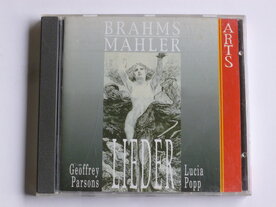 BRAHMS
MAHLER
ARTS
LIEDER
Geoffrey
Parsons
Lucia
Popp